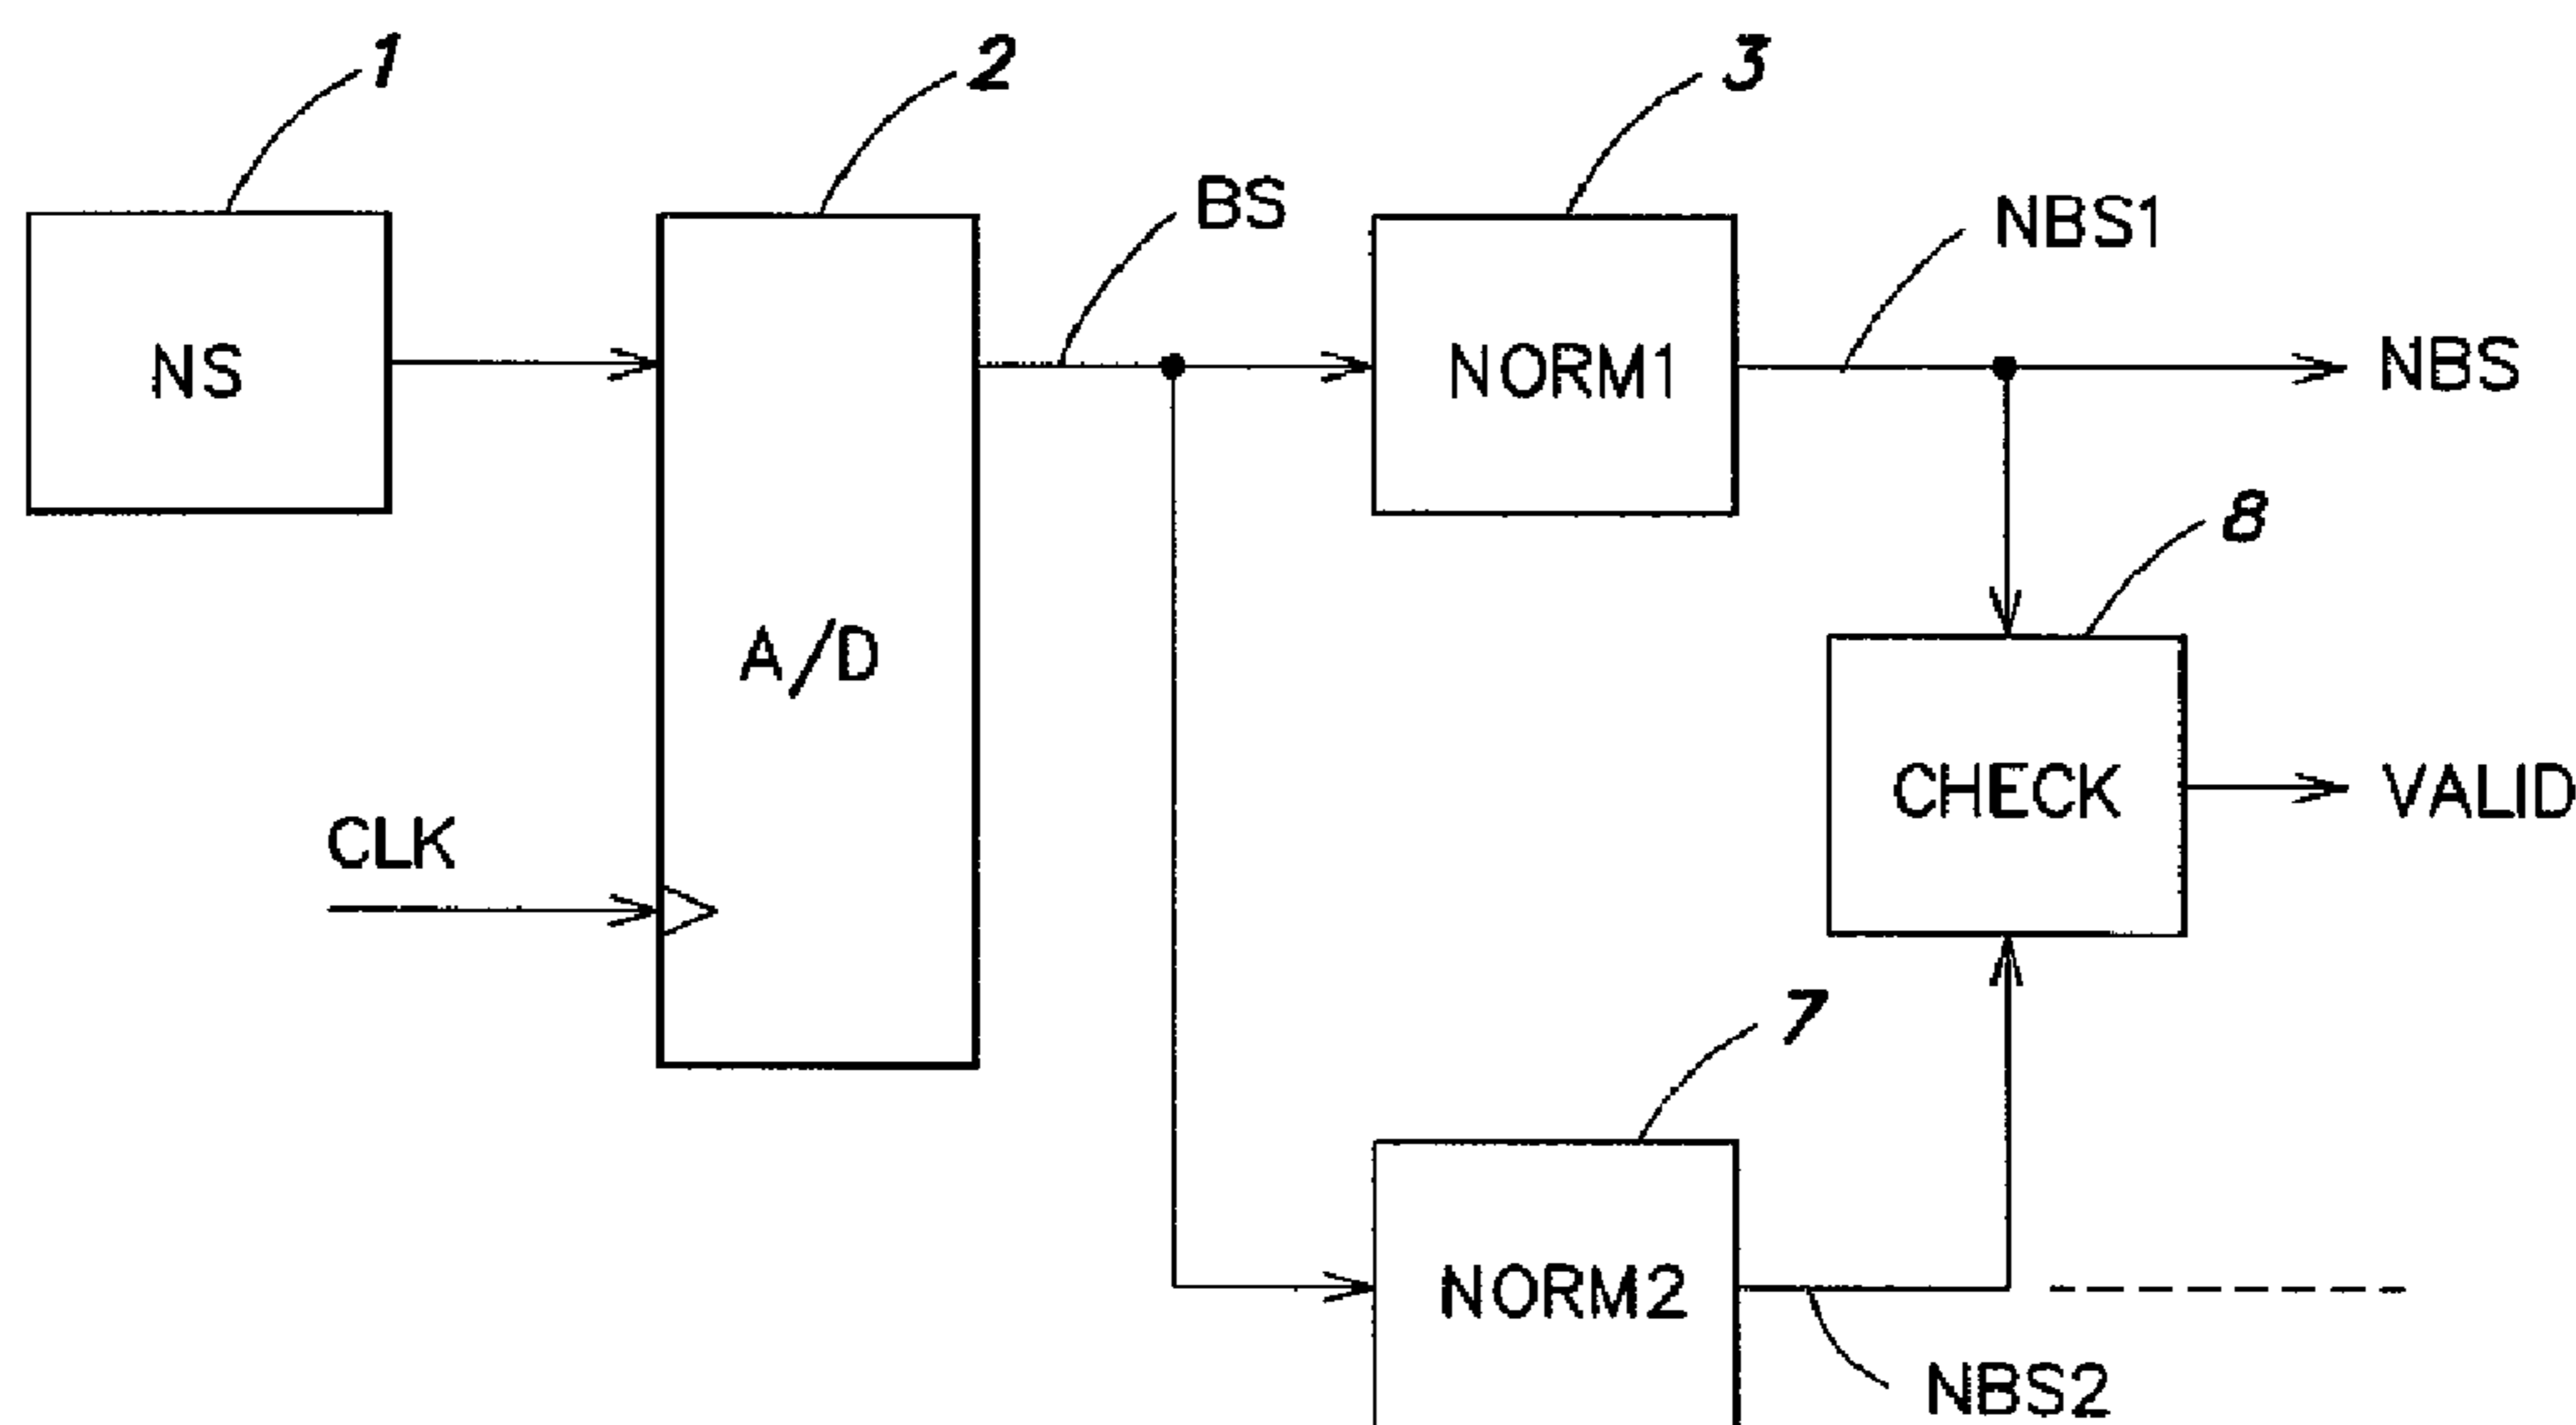 1
2
3
BS
NBS1
NS
NORM1
NBS
8
A/D
CHECK
VALID
CLK
7
NORM2
NBS2